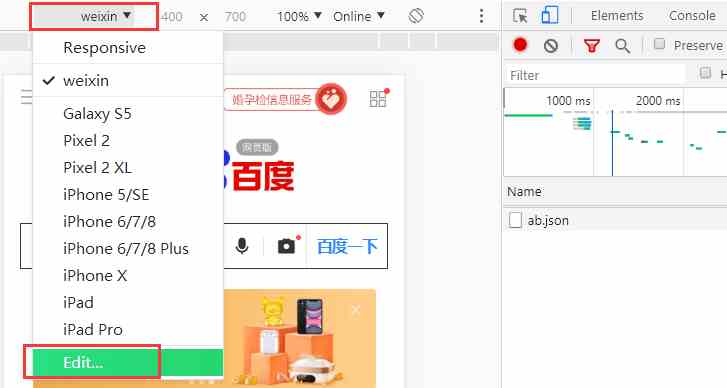 weixin ▼ 400 × 700 100% ▼ Online ▼
Elements Console
Responsive
weixin
Galaxy S5
Pixel 2
Pixel 2 XL
iPhone 5/SE
iPhone 6/7/8
iPhone 6/7/8 Plus
iPhone X
iPad
iPad Pro
Edit...
婚孕检信息服务
网页版
百度
百度一下
Preserve
Filter
H
1000 ms 2000 ms
Name
ab.json